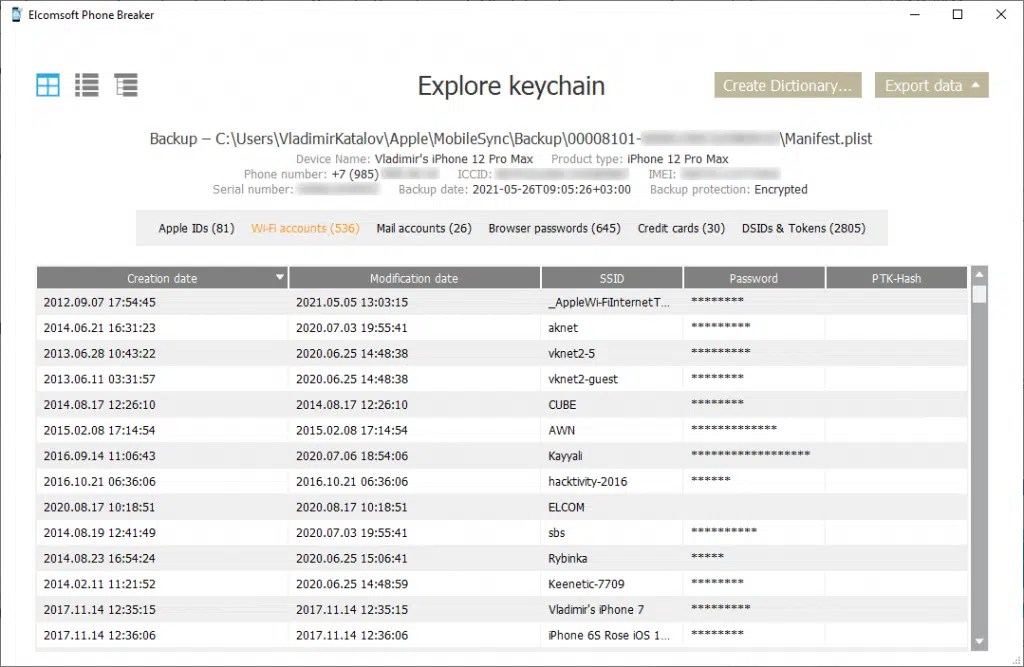 Elcomsoft Phone Breaker
Explore keychain
Create Dictionary...
Export data
Backup – C:\Users\VladimirKatalov\Apple\MobileSync\Backup\00008101- \Manifest.plist
Device Name: Vladimir's iPhone 12 Pro Max Product type: iPhone 12 Pro Max
Phone number: +7 (985) ICCID: IMEI:
Serial number: Backup date: 2021-05-26T09:05:26+03:00 Backup protection: Encrypted
Apple IDs (81) Wi-Fi accounts (536) Mail accounts (26) Browser passwords (645) Credit cards (30) DSIDs & Tokens (2805)
Creation date Modification date SSID Password PTK-Hash
2012.09.07 17:54:45 2021.05.05 13:03:15 _AppleWi-FiInternetT... ********
2014.06.21 16:31:23 2020.07.03 19:55:41 aknet *********
2013.06.28 10:43:22 2020.06.25 14:48:38 vknet2-5 *********
2013.06.11 03:31:57 2020.06.25 14:48:38 vknet2-guest ********
2014.08.17 12:26:10 2014.08.17 12:26:10 CUBE ********
2015.02.08 17:14:54 2015.02.08 17:14:54 AWN *************
2016.09.14 11:06:43 2020.07.06 18:54:06 Kayyali ******************
2016.10.21 06:36:06 2016.10.21 06:36:06 hacktivity-2016 ******
2020.08.17 10:18:51 2020.08.17 10:18:51 ELCOM
2014.08.19 12:41:49 2020.07.03 19:55:41 sbs **********
2014.08.23 16:54:24 2020.06.25 15:06:41 Rybinka *****
2014.02.11 11:21:52 2020.06.25 14:48:59 Keenetic-7709 ********
2017.11.14 12:35:15 2017.11.14 12:35:15 Vladimir's iPhone 7 *********
2017.11.14 12:36:06 2017.11.14 12:36:06 iPhone 6S Rose iOS 1... ********